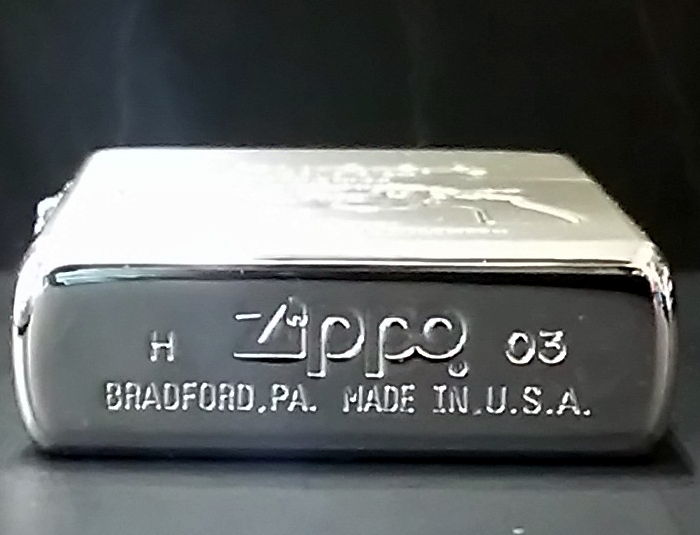 H Zippo® 03
BRADFORD,PA. MADE IN U.S.A.